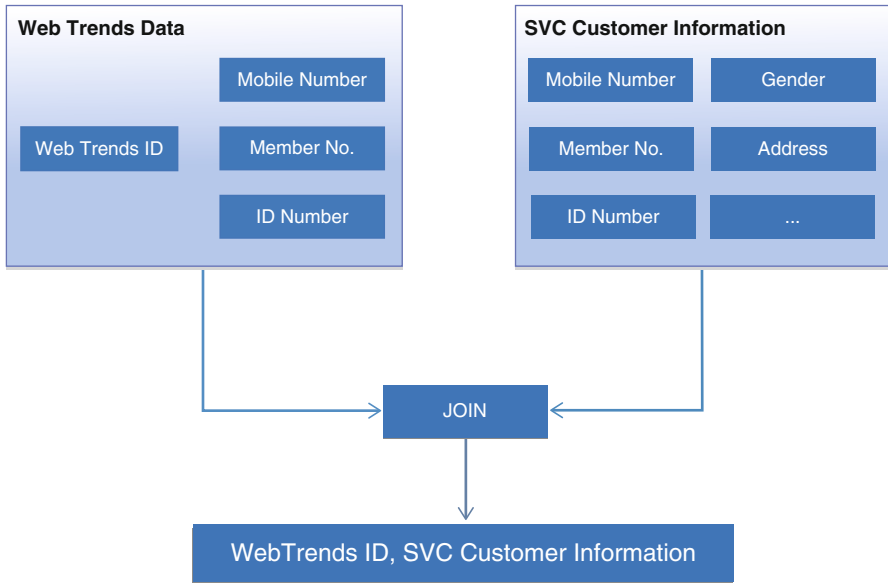 Web Trends Data
Mobile Number
Web Trends ID
Member No.
ID Number
SVC Customer Information
Mobile Number
Gender
Member No.
Address
ID Number
...
JOIN
WebTrends ID, SVC Customer Information